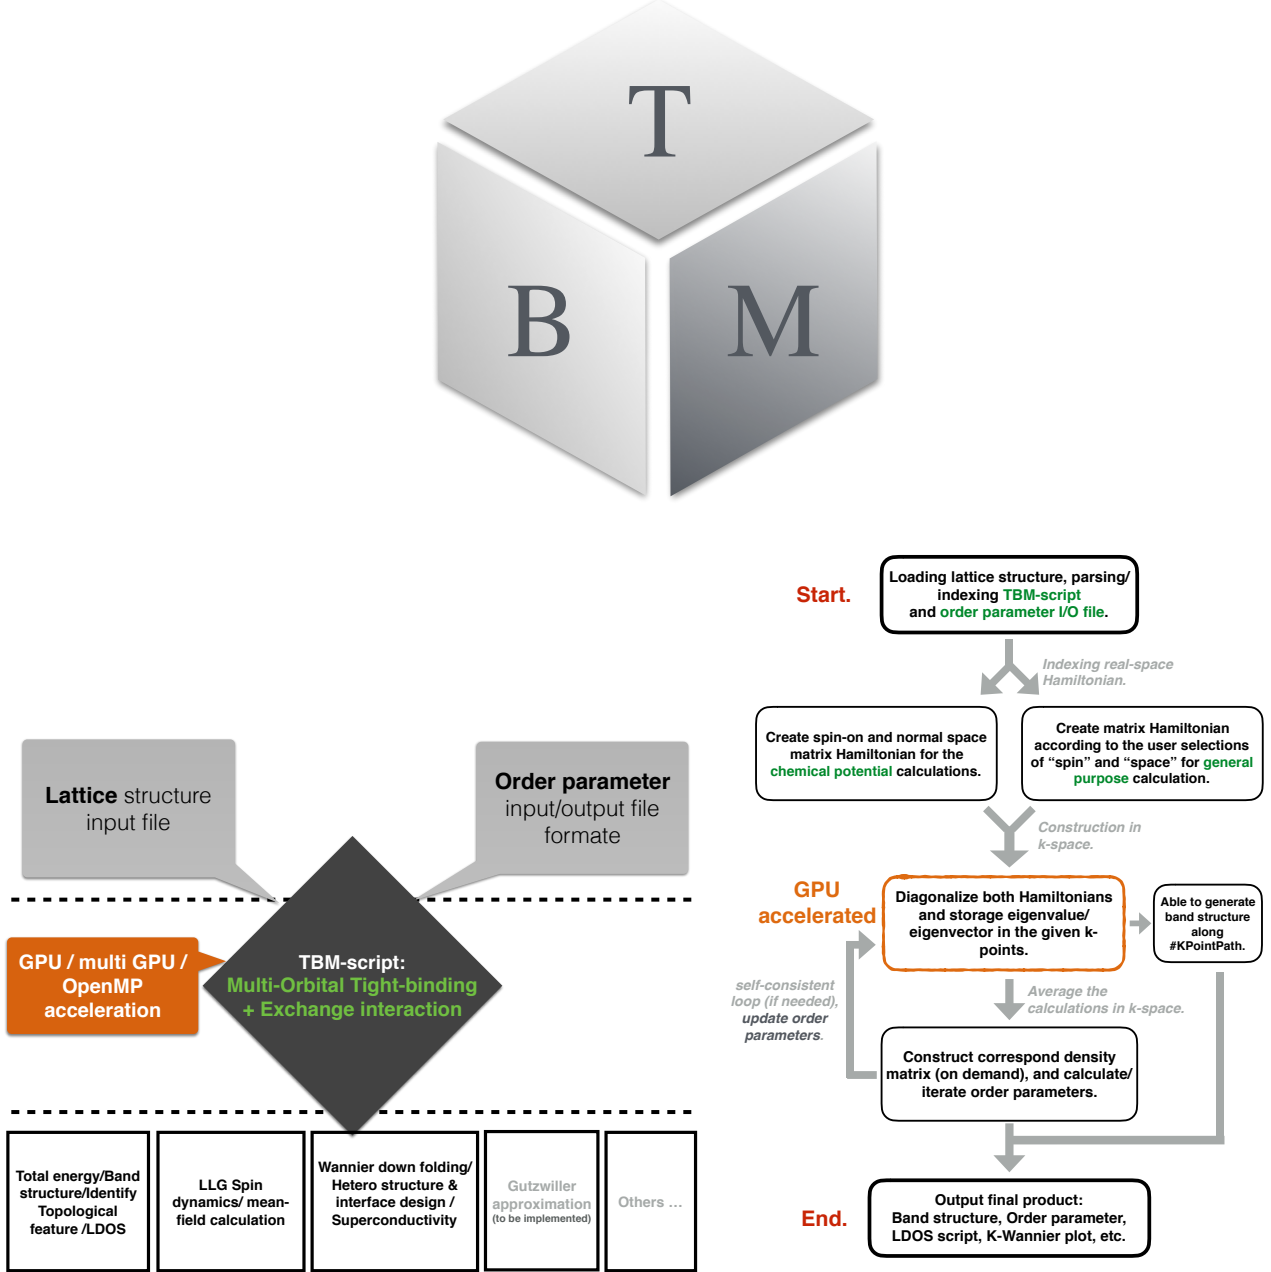 T
B
M
Lattice structure
input file
Order parameter
input/output file
formate
GPU / multi GPU /
OpenMP
acceleration
TBM-script:
Multi-Orbital Tight-binding
+ Exchange interaction
Total energy/Band
structure/Identify
Topological
feature /LDOS
LLG Spin
dynamics/ mean-
field calculation
Wannier down folding/
Hetero structure &
interface design /
Superconductivity
Gutzwiller
approximation
(to be implemented)
Others ...
Start.
Loading lattice structure, parsing/
indexing TBM-script
and order parameter I/O file.
Indexing real-space
Hamiltonian.
Create spin-on and normal space
matrix Hamiltonian for the
chemical potential calculations.
Create matrix Hamiltonian
according to the user selections
of “spin” and “space” for general
purpose calculation.
Construction in
k-space.
GPU
accelerated
Diagonalize both Hamiltonians
and storage eigenvalue/
eigenvector in the given k-
points.
Able to generate
band structure
along
#KPointPath.
self-consistent
loop (if needed),
update order
parameters.
Average the
calculations in k-space.
Construct correspond density
matrix (on demand), and calculate/
iterate order parameters.
End.
Output final product:
Band structure, Order parameter,
LDOS script, K-Wannier plot, etc.